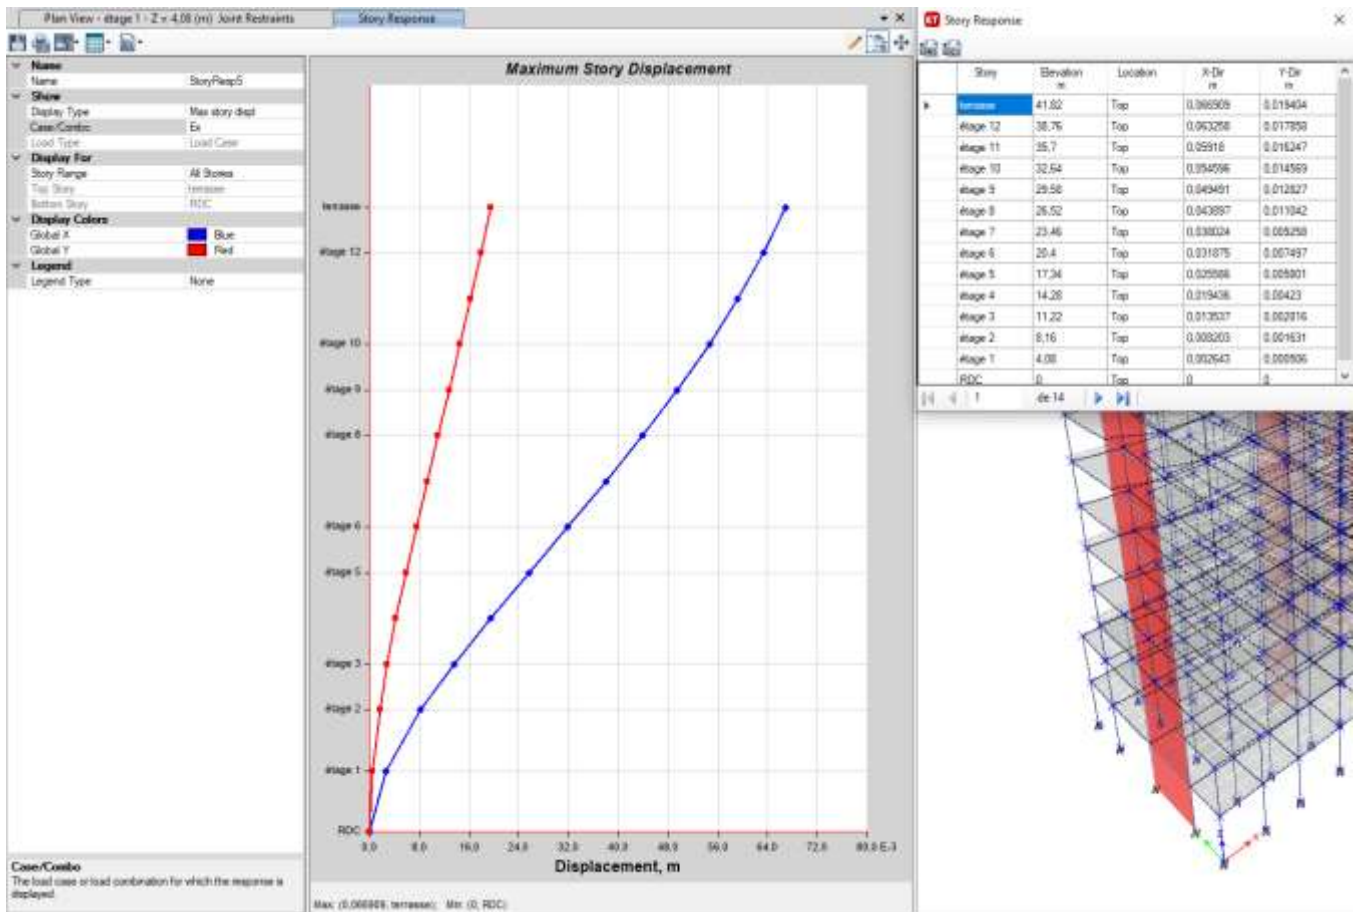 Plan View - étage 1 - Z = 4,08 (m) Joint Restraints
Story Response
Name
Name StoryResp5
Show
Display Type Max story displ
Case/Combo Ex
Load Type Load Case
Display For
Story Range All Stories
Top Story terrasse
Bottom Story RDC
Display Colors
Global X Blue
Global Y Red
Legend
Legend Type None
Case/Combo
The load case or load combination for which the response is
displayed.
Maximum Story Displacement
terrasse
étage 12
étage 10
étage 9
étage 8
étage 6
étage 5
étage 3
étage 2
étage 1
RDC
0,0 8,0 16,0 24,0 32,0 40,0 48,0 56,0 64,0 72,0 80,0 E-3
Displacement, m
Max: (0,066909, terrasse); Min: (0, RDC)
Story Response
Story Elevation Location X-Dir Y-Dir
m m m
terrasse 41,82 Top 0,066909 0,019404
étage 12 38,76 Top 0,063258 0,017858
étage 11 35,7 Top 0,05918 0,016247
étage 10 32,64 Top 0,054596 0,014569
étage 9 29,58 Top 0,049491 0,012827
étage 8 26,52 Top 0,043897 0,011042
étage 7 23,46 Top 0,038024 0,009258
étage 6 20,4 Top 0,031875 0,007497
étage 5 17,34 Top
étage 4 14,28 Top 0,019436 0,00423
étage 3 11,22 Top 0,013537 0,002816
étage 2 8,16 Top 0,008203 0,001631
étage 1 4,08 Top 0,002643
RDC 0 Top 0 0
1 de 14